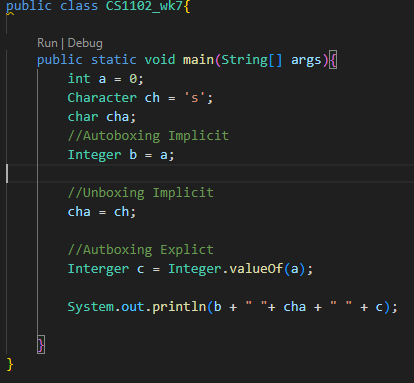 public class CS1102_wk7{
Run | Debug
public static void main(String[] args){
int a = 0;
Character ch = 's';
char cha;
//Autoboxing Implicit
Integer b = a;
//Unboxing Implicit
cha = ch;
//Autboxing Explict
Interger c = Integer.valueOf(a);
System.out.println(b + " "+ cha + " " + c);
}
}